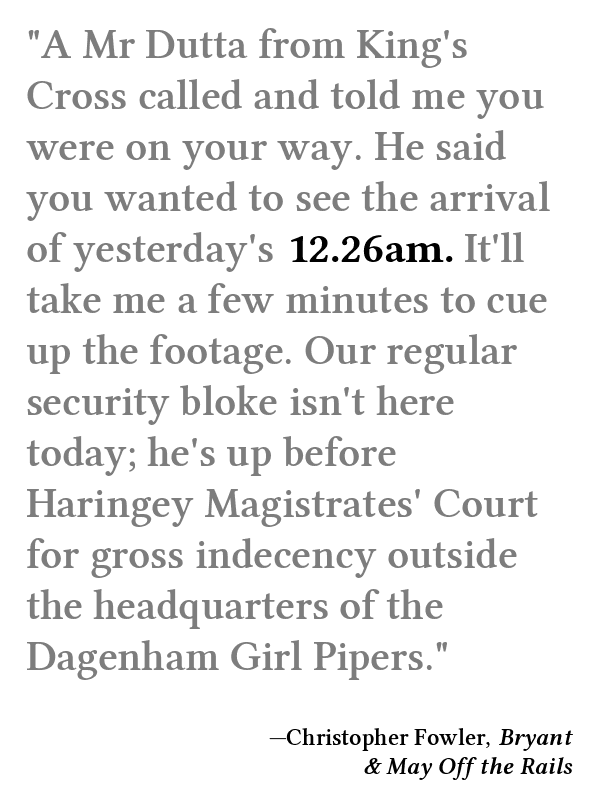 "A Mr Dutta from King's
Cross called and told me you
were on your way. He said
you wanted to see the arrival
of yesterday's 12.26am. It'll
take me a few minutes to cue
up the footage. Our regular
security bloke isn't here
today; he's up before
Haringey Magistrates' Court
for gross indecency outside
the headquarters of the
Dagenham Girl Pipers."
—Christopher Fowler, Bryant
& May Off the Rails